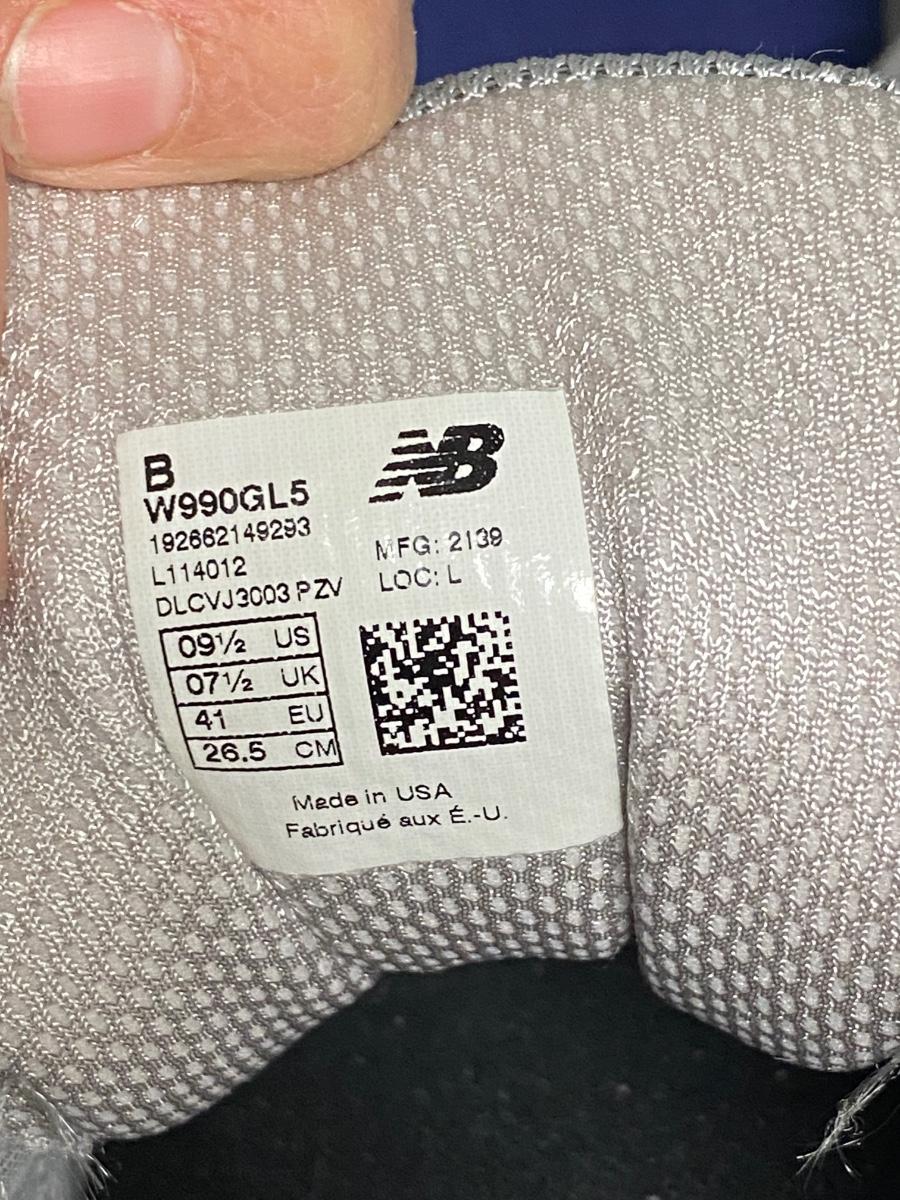 B
W990GL5
192662149293
L114012
DLCVJ3003 PZV
09½ US
07½ UK
41 EU
26.5 CM
NB
MFG: 2139
LOC: L
Made in USA
Fabriqué aux É.-U.